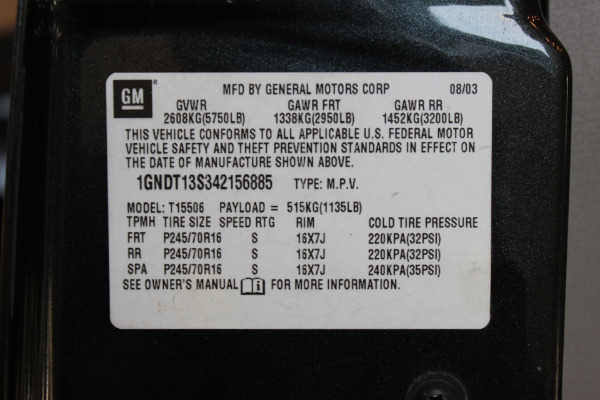 GM ® MFD BY GENERAL MOTORS CORP 08/03
GVWR GAWR FRT GAWR RR
2608KG(5750LB) 1338KG(2950LB) 1452KG(3200LB)
THIS VEHICLE CONFORMS TO ALL APPLICABLE U.S. FEDERAL MOTOR
VEHICLE SAFETY AND THEFT PREVENTION STANDARDS IN EFFECT ON
THE DATE OF MANUFACTURE SHOWN ABOVE.
1GNDT13S342156885 TYPE: M.P.V.
MODEL: T15506 PAYLOAD = 515KG(1135LB)
TPMH TIRE SIZE SPEED RTG RIM COLD TIRE PRESSURE
FRT P245/70R16 S 16X7J 220KPA(32PSI)
RR P245/70R16 S 16X7J 220KPA(32PSI)
SPA P245/70R16 S 16X7J 240KPA(35PSI)
SEE OWNER'S MANUAL i FOR MORE INFORMATION.